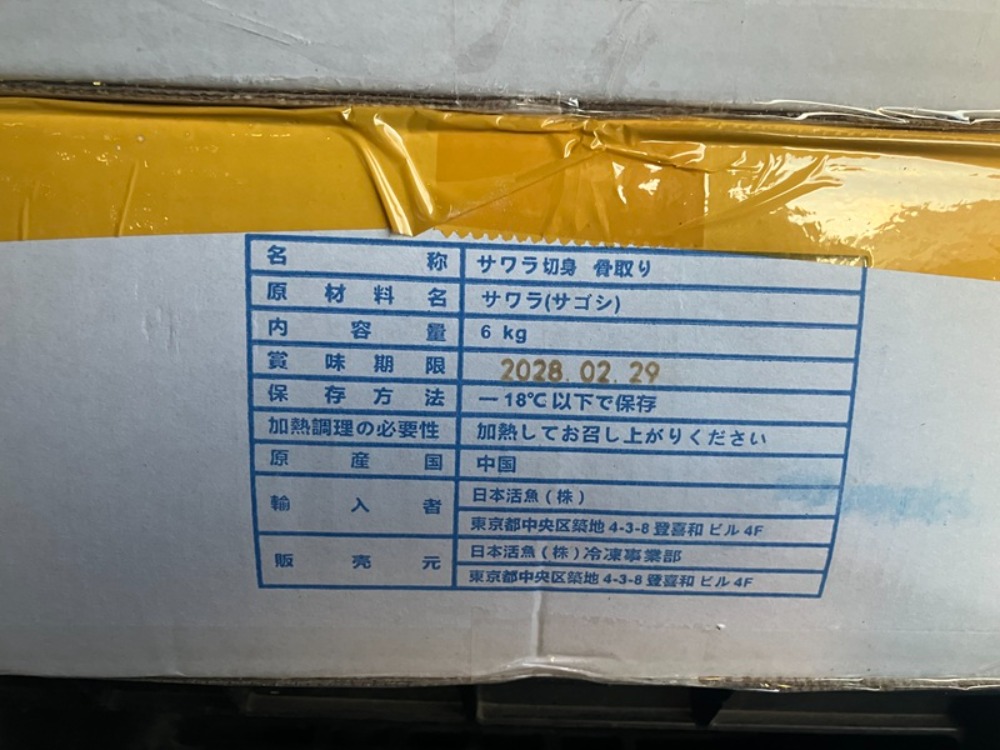 名称 サワラ切身 骨取り
原材料名 サワラ(サゴシ)
内容量 6 kg
賞味期限 2028.02.29
保存方法 ー18℃以下で保存
加熱調理の必要性 加熱してお召し上がりください
原産国 中国
輸入者 日本活魚(株)
東京都中央区築地 4-3-8 登喜和 ビル 4F
販売元 日本活魚(株)冷凍事業部
東京都中央区築地 4-3-8 登喜和 ビル 4F